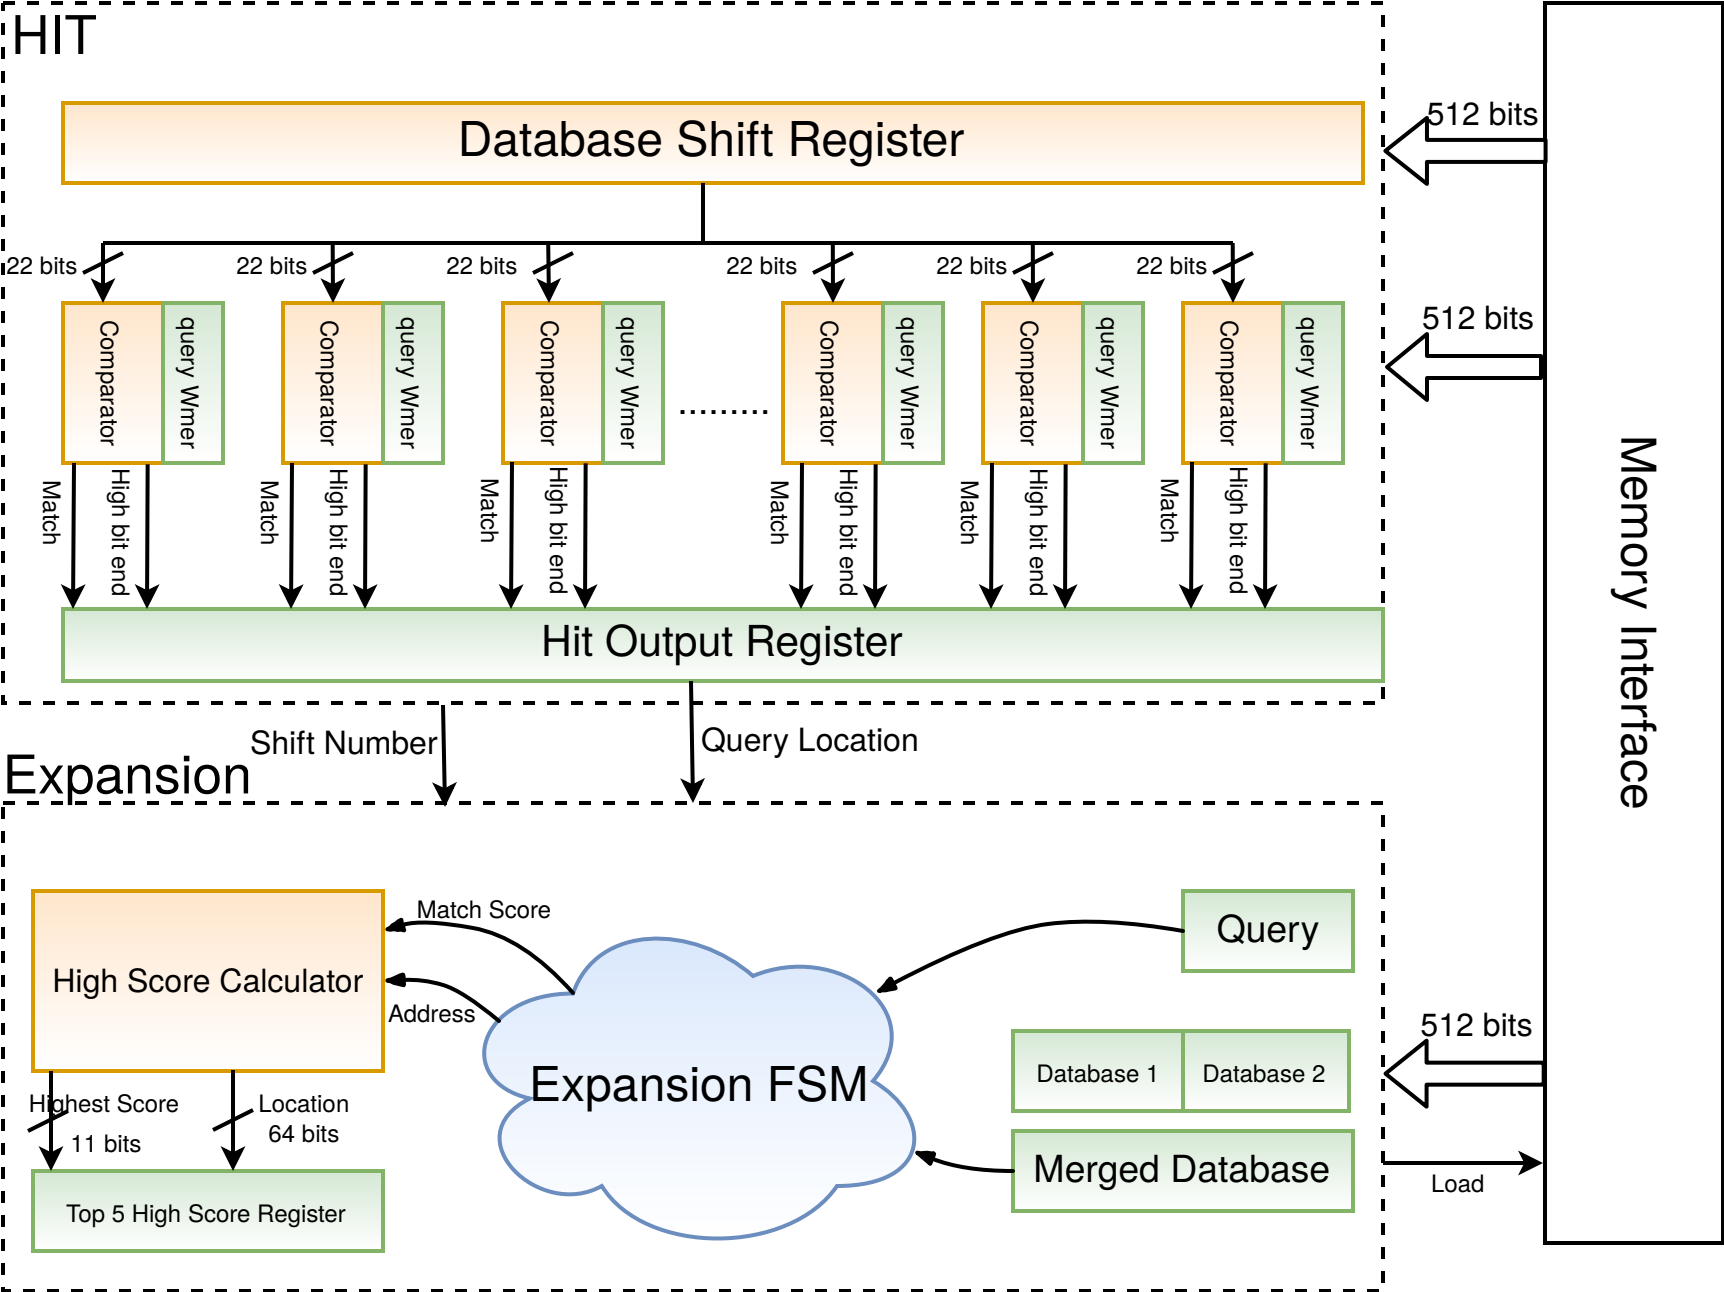 HIT
512 bits
Database Shift Register
22 bits
22 bits
22 bits
22 bits
22 bits
22 bits
512 bits
Comparator
query Wmer
Comparator
query Wmer
Comparator
query Wmer
.........
Comparator
query Wmer
Comparator
query Wmer
Comparator
query Wmer
Match
High bit end
Match
High bit end
Match
High bit end
Match
High bit end
Match
High bit end
Match
High bit end
Memory Interface
Hit Output Register
Shift Number
Query Location
Expansion
Match Score
Query
High Score Calculator
Address
512 bits
Expansion FSM
Database 1
Database 2
Highest Score
11 bits
Location
64 bits
Merged Database
Load
Top 5 High Score Register